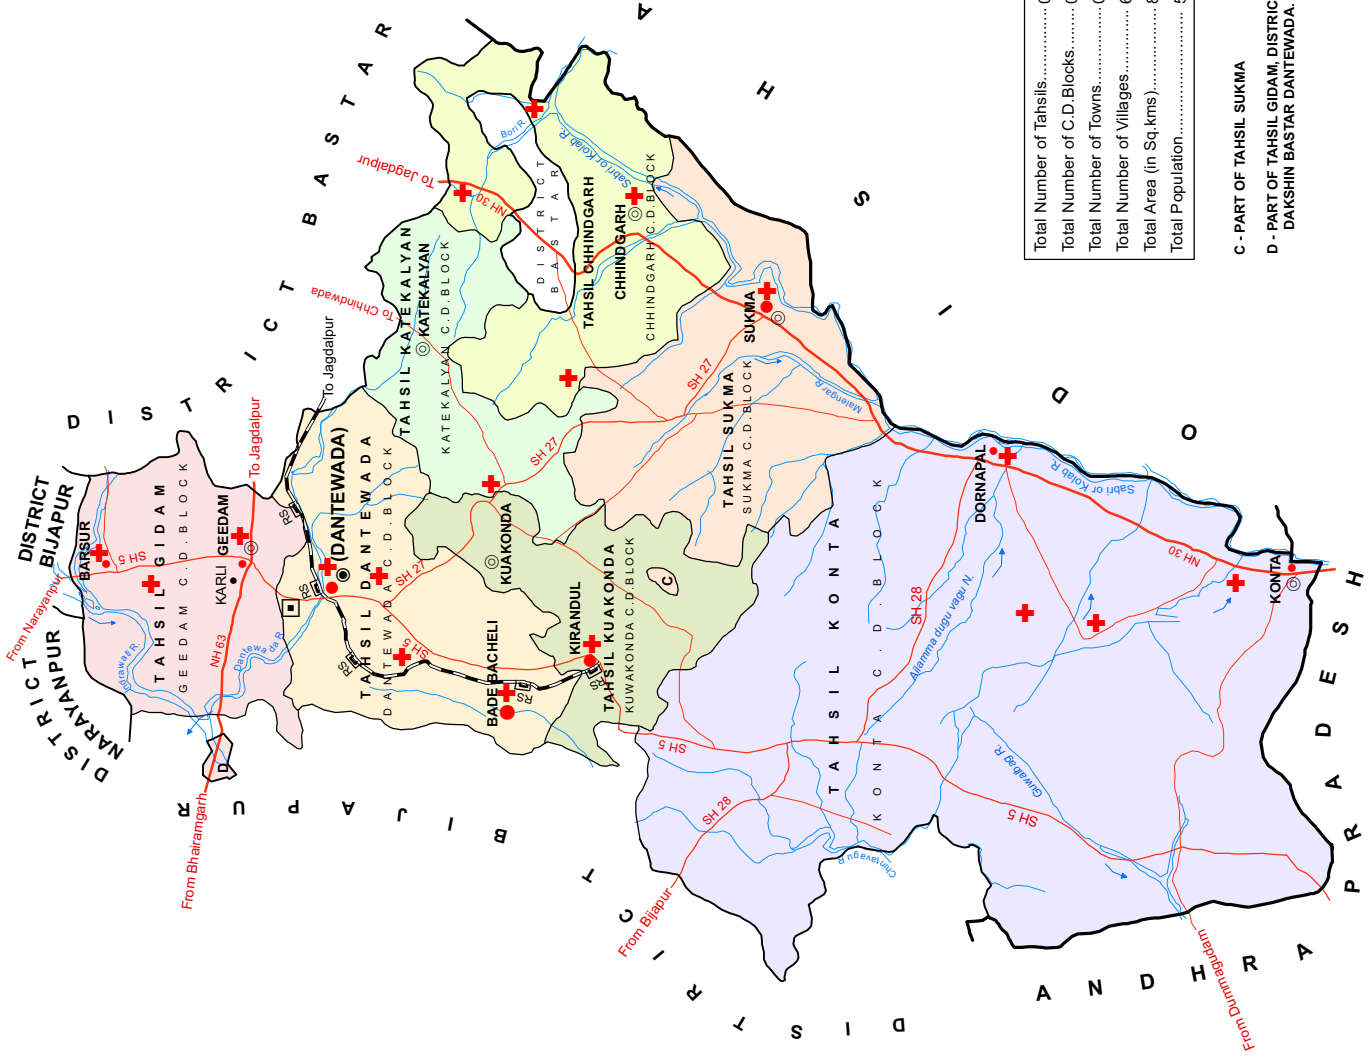 DISTRICT BASTAR
DISTRICT
BIJAPUR
DISTRICT
NARAYANPUR
DISTRICT BIJAPUR
ANDHRA PRADESH
From Narayanpur
BARSUR
SH 5
TAHSIL GIDAM
GEEDAM C.D.BLOCK
KARLI
GEEDAM
To Jagdalpur
NH 63
Indrawati R.
Dantewada R.
D
From Bhairamgarh
To Jagdalpur
RS
(DANTEWADA)
RS
TAHSIL DANTEWADA
DANTEWADA C.D.BLOCK
SH 27
RS
SH 5
BADE BACHELI
RS
KIRANDUL
RS
TAHSIL KUAKONDA
KUWAKONDA C.D.BLOCK
KUAKONDA
C
To Chhindwada
TAHSIL KATEKALYAN
KATEKALYAN
KATEKALYAN C.D.BLOCK
SH 27
To Jagdalpur
NH 30
Bori R.
DISTRICT
BASTAR
Sabri or Kolab R.
TAHSIL CHHINDGARH
CHHINDGARH
CHHINDGARH C.D.BLOCK
SUKMA
SH 27
TAHSIL SUKMA
SUKMA C.D.BLOCK
Malengar R.
TAHSIL KONTA
KONTA C.D.BLOCK
DORNAPAL
Sabri or Kolab R.
SH 28
Ailamma dugu vagu N.
NH 30
KONTA
SH 5
SH 28
From Bijapur
Chintavagu R.
Guwalbag R.
SH 5
From Dummagudam
Total Number of Tahsils
Total Number of C.D.Blocks
Total Number of Towns
Total Number of Villages
Total Area (in Sq.kms)
Total Population
C - PART OF TAHSIL SUKMA
D - PART OF TAHSIL GIDAM, DISTRIC
DAKSHIN BASTAR DANTEWADA.
O D I S H A